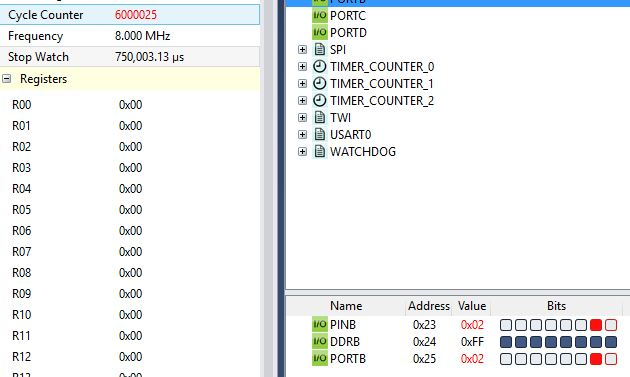 Cycle Counter 6000025
Frequency 8.000 MHz
Stop Watch 750,003.13 µs
Registers
R00 0x00
R01 0x00
R02 0x00
R03 0x00
R04 0x00
R05 0x00
R06 0x00
R07 0x00
R08 0x00
R09 0x00
R10 0x00
R11 0x00
R12 0x00
I/O PORTB
I/O PORTC
I/O PORTD
SPI
TIMER_COUNTER_0
TIMER_COUNTER_1
TIMER_COUNTER_2
TWI
USART0
WATCHDOG
Name Address Value Bits
I/O PINB 0x23 0x02
I/O DDRB 0x24 0xFF
I/O PORTB 0x25 0x02